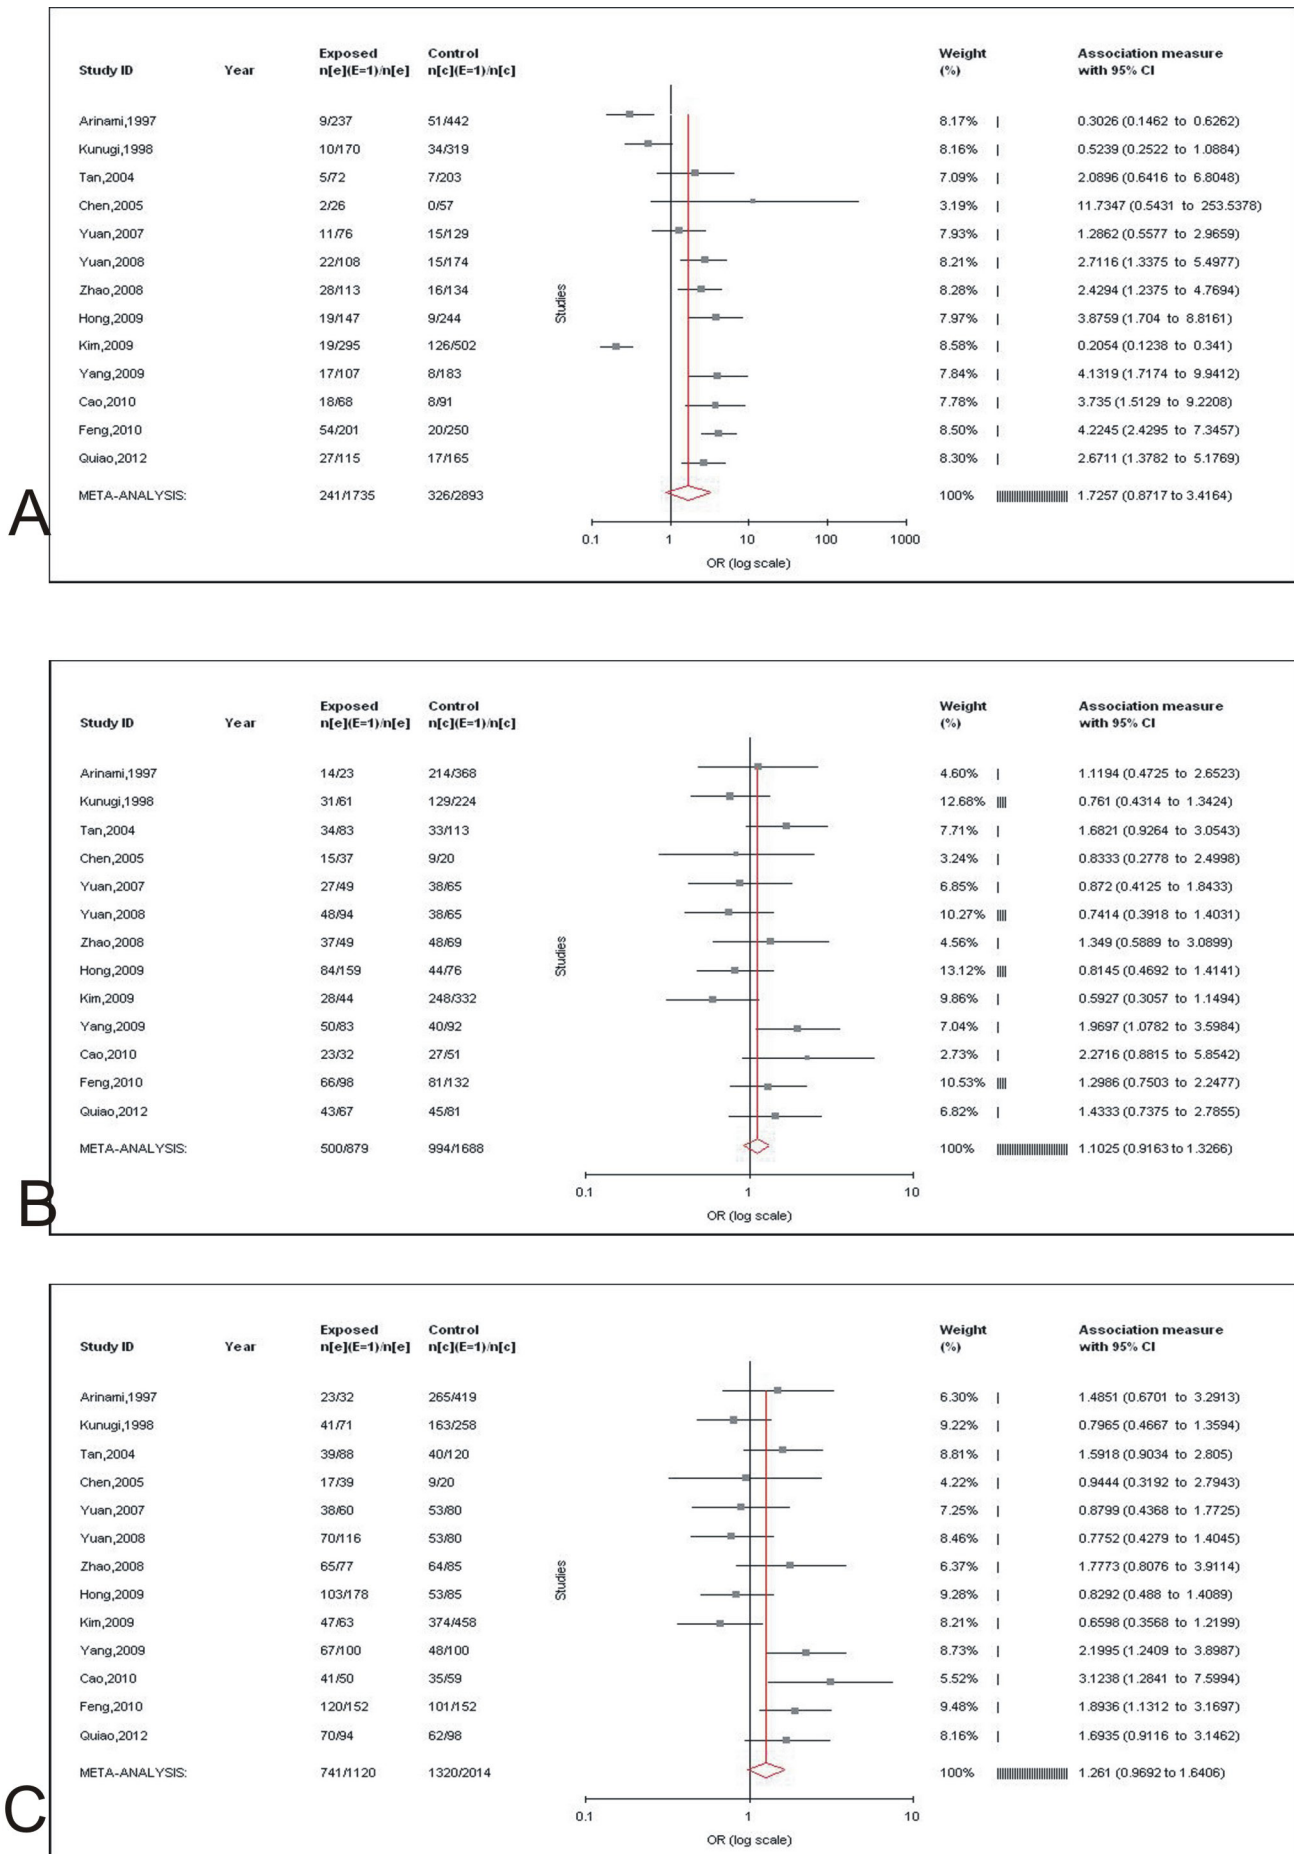 Exposed Control Weight Association measure
Study ID Year n[e](E=1)/n[e] n[c](E=1)/n[c] (%) with 95% CI
Arinami,1997 9/237 51/442 8.17% 0.3026 (0.1462 to 0.6262)
Kunugi,1998 10/170 34/319 8.16% 0.5239 (0.2522 to 1.0884)
Tan,2004 5/72 7/203 7.09% 2.0896 (0.6416 to 6.8048)
Chen,2005 2/26 0/57 3.19% 11.7347 (0.5431 to 253.5378)
Yuan,2007 11/76 15/129 7.93% 1.2862 (0.5577 to 2.9659)
Yuan,2008 22/108 15/174 8.21% 2.7116 (1.3375 to 5.4977)
Zhao,2008 28/113 16/134 8.28% 2.4294 (1.2375 to 4.7694)
Studies
Hong,2009 19/147 9/244 7.97% 3.8759 (1.704 to 8.8161)
Kim,2009 19/295 126/502 8.58% 0.2054 (0.1238 to 0.341)
Yang,2009 17/107 8/183 7.84% 4.1319 (1.7174 to 9.9412)
Cao,2010 18/68 8/91 7.78% 3.735 (1.5129 to 9.2208)
Feng,2010 54/201 20/250 8.50% 4.2245 (2.4295 to 7.3457)
Quiao,2012 27/115 17/165 8.30% 2.6711 (1.3782 to 5.1769)
META-ANALYSIS: 241/1735 326/2893 100% 1.7257 (0.8717 to 3.4164)
A
0.1 1 10 100 1000
OR (log scale)
Exposed Control Weight Association measure
Study ID Year n[e](E=1)/n[e] n[c](E=1)/n[c] (%) with 95% CI
Arinami,1997 14/23 214/368 4.60% 1.1194 (0.4725 to 2.6523)
Kunugi,1998 31/61 129/224 12.68% 0.761 (0.4314 to 1.3424)
Tan,2004 34/83 33/113 7.71% 1.6821 (0.9264 to 3.0543)
Chen,2005 15/37 9/20 3.24% 0.8333 (0.2778 to 2.4998)
Yuan,2007 27/49 38/65 6.85% 0.872 (0.4125 to 1.8433)
Yuan,2008 48/94 38/65 10.27% 0.7414 (0.3918 to 1.4031)
Zhao,2008 37/49 48/69 4.56% 1.349 (0.5889 to 3.0899)
Studies
Hong,2009 84/159 44/76 13.12% 0.8145 (0.4692 to 1.4141)
Kim,2009 28/44 248/332 9.86% 0.5927 (0.3057 to 1.1494)
Yang,2009 50/83 40/92 7.04% 1.9697 (1.0782 to 3.5984)
Cao,2010 23/32 27/51 2.73% 2.2716 (0.8815 to 5.8542)
Feng,2010 66/98 81/132 10.53% 1.2986 (0.7503 to 2.2477)
Quiao,2012 43/67 45/81 6.82% 1.4333 (0.7375 to 2.7855)
META-ANALYSIS: 500/879 994/1688 100% 1.1025 (0.9163 to 1.3266)
B
0.1 1 10
OR (log scale)
Exposed Control Weight Association measure
Study ID Year n[e](E=1)/n[e] n[c](E=1)/n[c] (%) with 95% CI
Arinami,1997 23/32 265/419 6.30% 1.4851 (0.6701 to 3.2913)
Kunugi,1998 41/71 163/258 9.22% 0.7965 (0.4667 to 1.3594)
Tan,2004 39/88 40/120 8.81% 1.5918 (0.9034 to 2.805)
Chen,2005 17/39 9/20 4.22% 0.9444 (0.3192 to 2.7943)
Yuan,2007 38/60 53/80 7.25% 0.8799 (0.4368 to 1.7725)
Yuan,2008 70/116 53/80 8.46% 0.7752 (0.4279 to 1.4045)
Zhao,2008 65/77 64/85 6.37% 1.7773 (0.8076 to 3.9114)
Studies
Hong,2009 103/178 53/85 9.28% 0.8292 (0.488 to 1.4089)
Kim,2009 47/63 374/458 8.21% 0.6598 (0.3568 to 1.2199)
Yang,2009 67/100 48/100 8.73% 2.1995 (1.2409 to 3.8987)
Cao,2010 41/50 35/59 5.52% 3.1238 (1.2841 to 7.5994)
Feng,2010 120/152 101/152 9.48% 1.8936 (1.1312 to 3.1697)
Quiao,2012 70/94 62/98 8.16% 1.6935 (0.9116 to 3.1462)
META-ANALYSIS: 741/1120 1320/2014 100% 1.261 (0.9692 to 1.6406)
C
0.1 1 10
OR (log scale)